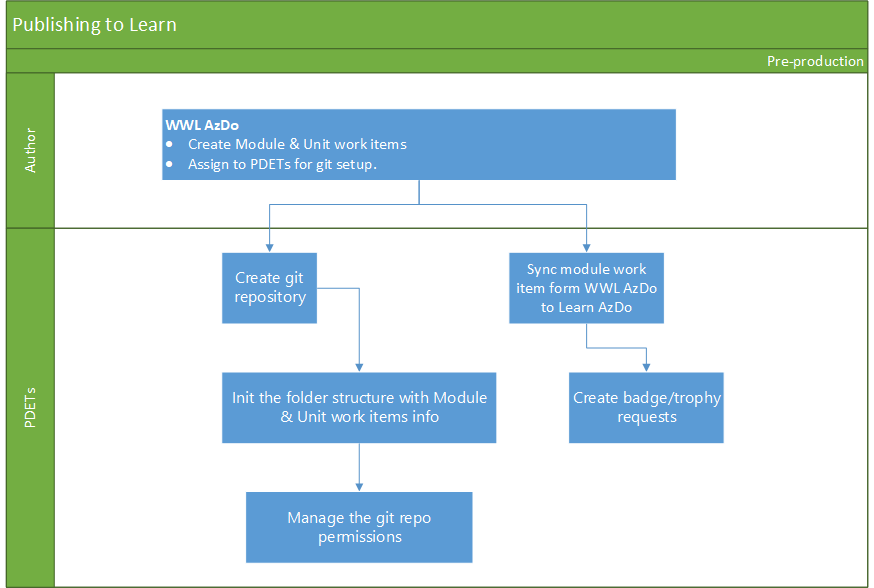 Publishing to Learn
Pre-production
Author
WWL AzDo
● Create Module & Unit work items
● Assign to PDETs for git setup.
PDETs
Create git
repository
Sync module work
item form WWL AzDo
to Learn AzDo
Init the folder structure with Module
& Unit work items info
Create badge/trophy
requests
Manage the git repo
permissions